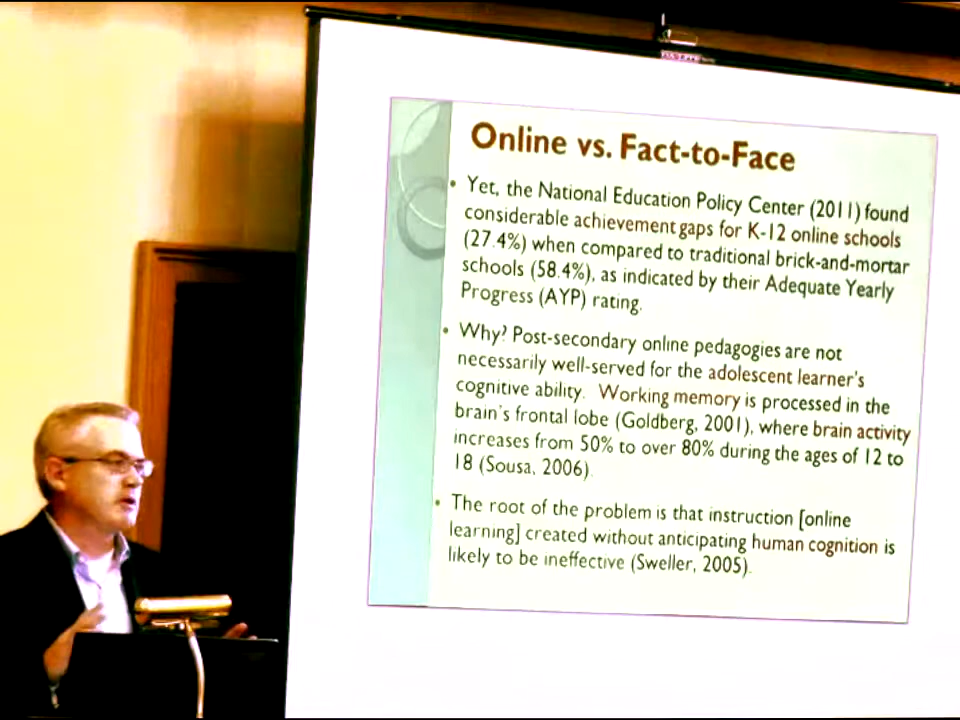 Online vs. Fact-to-Face
• Yet, the National Education Policy Center (2011) found
considerable achievement gaps for K-12 online schools
(27.4%) when compared to traditional brick-and-mortar
schools (58.4%), as indicated by their Adequate Yearly
Progress (AYP) rating.
• Why? Post-secondary online pedagogies are not
necessarily well-served for the adolescent learner's
cognitive ability. Working memory is processed in the
brain's frontal lobe (Goldberg, 2001), where brain activity
increases from 50% to over 80% during the ages of 12 to
18 (Sousa, 2006).
• The root of the problem is that instruction [online
learning] created without anticipating human cognition is
likely to be ineffective (Sweller, 2005).